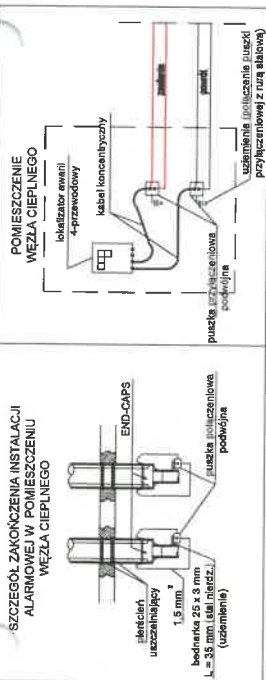 SZCZEGÓŁ ZAKOŃCZENIA INSTALACJI
ALARMOWEJ W POMIESZCZENIU
WĘZŁA CIEPLNEGO
END-CAPS
pierścień
uszczelniający
1,5 mm²
bednarka 25 x 3 mm
L = 35 mm (stal nierdz.)
(uziemienie)
puszka połączeniowa
podwójna
POMIESZCZENIE
WĘZŁA CIEPLNEGO
lokalizator awarii
4-przewodowy
kabel koncentryczny
zasilanie
powrót
puszka przyłączeniowa
podwójna
uziemienie (połączenie puszki
przyłączeniowej z rurą stalową)